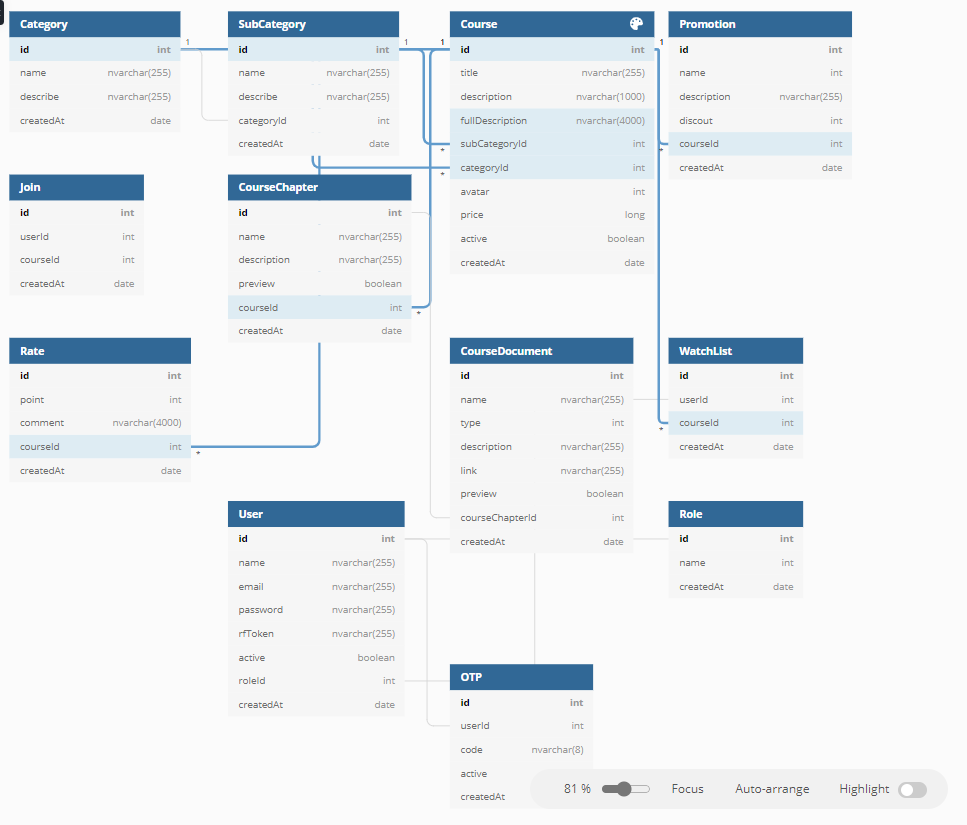 Category
id int
name nvarchar(255)
describe nvarchar(255)
createdAt date
SubCategory
id int
name nvarchar(255)
describe nvarchar(255)
categoryId int
createdAt date
Course
id int
title nvarchar(255)
description nvarchar(1000)
fullDescription nvarchar(4000)
subCategoryId int
categoryId int
avatar int
price long
active boolean
createdAt date
Promotion
id int
name int
description nvarchar(255)
discout int
courseId int
createdAt date
1
1
1
1
*
*
*
*
*
*
Join
id int
userId int
courseId int
createdAt date
CourseChapter
id int
name nvarchar(255)
description nvarchar(255)
preview boolean
courseId int
createdAt date
Rate
id int
point int
comment nvarchar(4000)
courseId int
createdAt date
CourseDocument
id int
name nvarchar(255)
type int
description nvarchar(255)
link nvarchar(255)
preview boolean
courseChapterId int
createdAt date
WatchList
id int
userId int
courseId int
createdAt date
User
id int
name nvarchar(255)
email nvarchar(255)
password nvarchar(255)
rfToken nvarchar(255)
active boolean
roleId int
createdAt date
Role
id int
name int
createdAt date
OTP
id int
userId int
code nvarchar(8)
active
createdAt
81 % Focus Auto-arrange Highlight